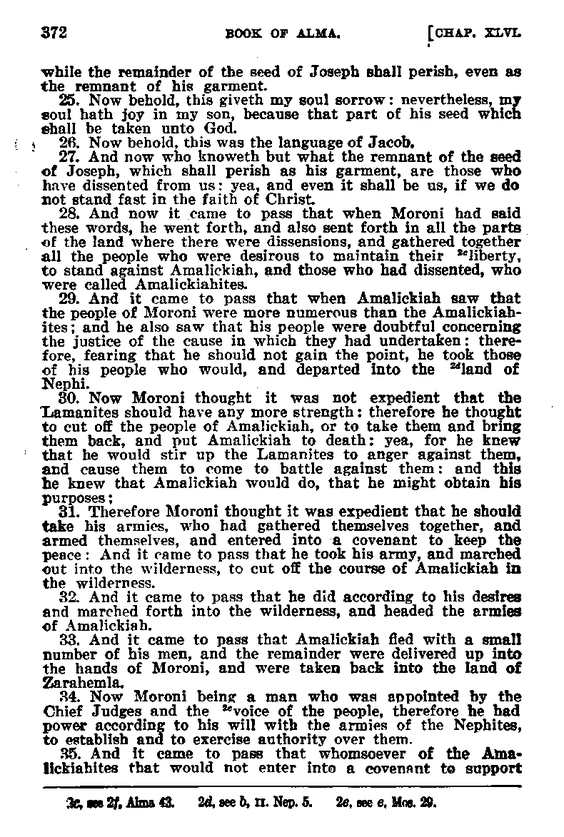 372 BOOK OF ALMA. [CHAP. XLVI.
while the remainder of the seed of Joseph shall perish, even as
the remnant of his garment.
25. Now behold, this giveth my soul sorrow: nevertheless, my
soul hath joy in my son, because that part of his seed which
shall be taken unto God.
26. Now behold, this was the language of Jacob.
27. And now who knoweth but what the remnant of the seed
of Joseph, which shall perish as his garment, are those who
have dissented from us: yea, and even it shall be us, if we do
not stand fast in the faith of Christ.
28. And now it came to pass that when Moroni had said
these words, he went forth, and also sent forth in all the parts
of the land where there were dissensions, and gathered together
all the people who were desirous to maintain their 2cliberty,
to stand against Amalickiah, and those who had dissented, who
were called Amalickiahites.
29. And it came to pass that when Amalickiah saw that
the people of Moroni were more numerous than the Amalickiah-
ites; and he also saw that his people were doubtful concerning
the justice of the cause in which they had undertaken: there-
fore, fearing that he should not gain the point, he took those
of his people who would, and departed into the 2dland of
Nephi.
30. Now Moroni thought it was not expedient that the
Lamanites should have any more strength: therefore he thought
to cut off the people of Amalickiah, or to take them and bring
them back, and put Amalickiah to death: yea, for he knew
that he would stir up the Lamanites to anger against them,
and cause them to come to battle against them: and this
he knew that Amalickiah would do, that he might obtain his
purposes;
31. Therefore Moroni thought it was expedient that he should
take his armies, who had gathered themselves together, and
armed themselves, and entered into a covenant to keep the
peace: And it came to pass that he took his army, and marched
out into the wilderness, to cut off the course of Amalickiah in
the wilderness.
32. And it came to pass that he did according to his desires
and marched forth into the wilderness, and headed the armies
of Amalickiah.
33. And it came to pass that Amalickiah fled with a small
number of his men, and the remainder were delivered up into
the hands of Moroni, and were taken back into the land of
Zarahemla.
34. Now Moroni being a man who was appointed by the
Chief Judges and the 2evoice of the people, therefore he had
power according to his will with the armies of the Nephites,
to establish and to exercise authority over them.
35. And it came to pass that whomsoever of the Ama-
lickiahites that would not enter into a covenant to support
2c, see 2f, Alma 43. 2d, see b, II. Nep. 5. 2e, see e, Mos. 29.